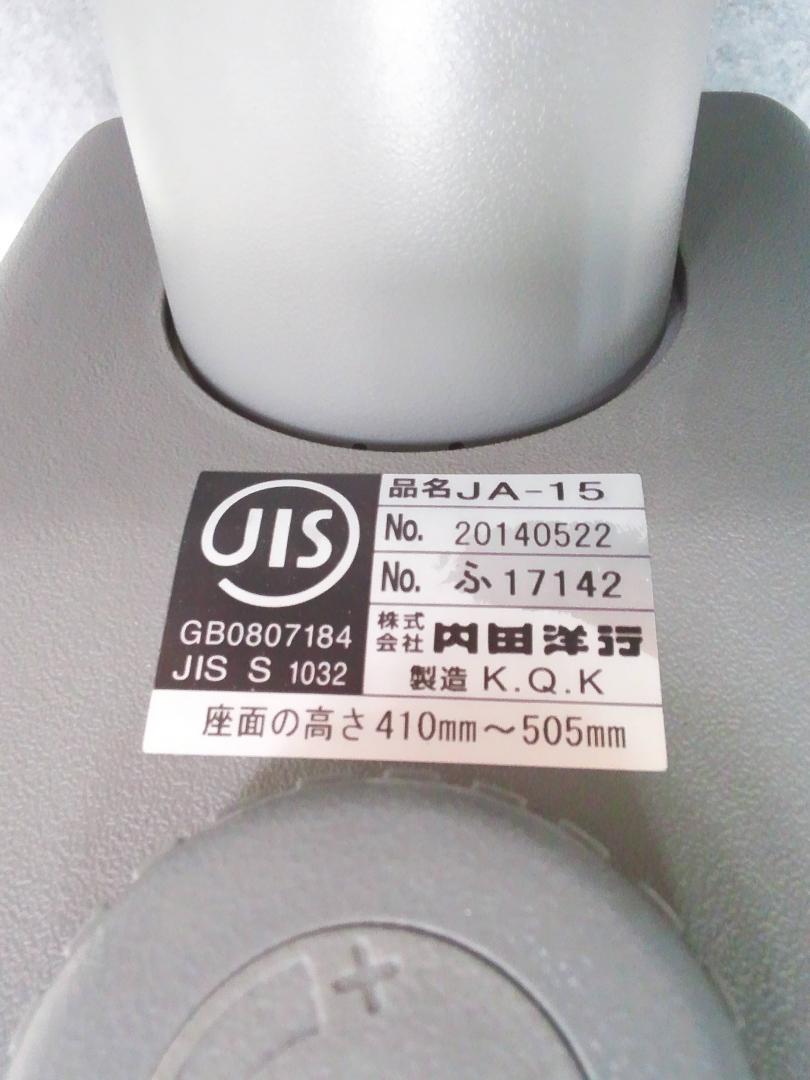 JIS
GB0807184
JIS S 1032
品名JA-15
No. 20140522
No. ふ17142
株式会社 内田洋行
製造 K.Q.K
座面の高さ410mm～505mm
+